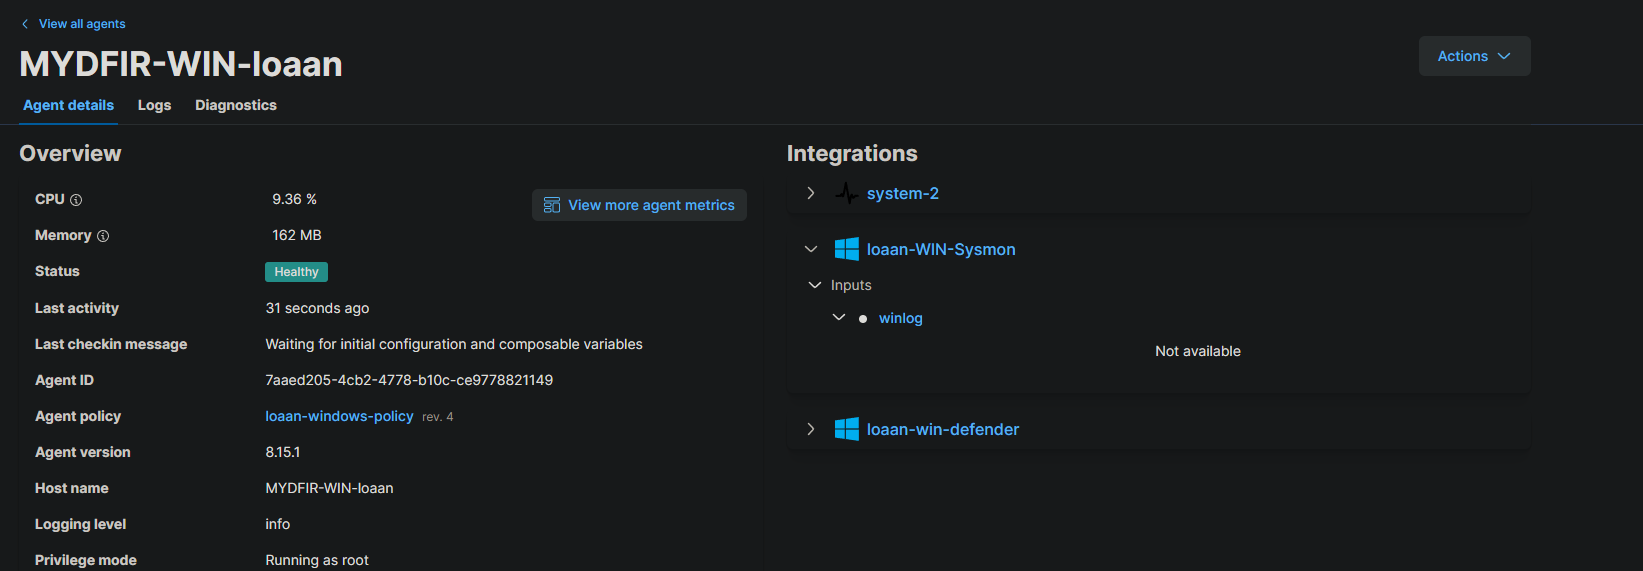 View all agents
MYDFIR-WIN-loaan
Actions
Agent details Logs Diagnostics
Overview
CPU 9.36 %
View more agent metrics
Memory 162 MB
Status Healthy
Last activity 31 seconds ago
Last checkin message Waiting for initial configuration and composable variables
Agent ID 7aaed205-4cb2-4778-b10c-ce9778821149
Agent policy loaan-windows-policy rev. 4
Agent version 8.15.1
Host name MYDFIR-WIN-loaan
Logging level info
Privilege mode Running as root
Integrations
system-2
loaan-WIN-Sysmon
Inputs
winlog
Not available
loaan-win-defender